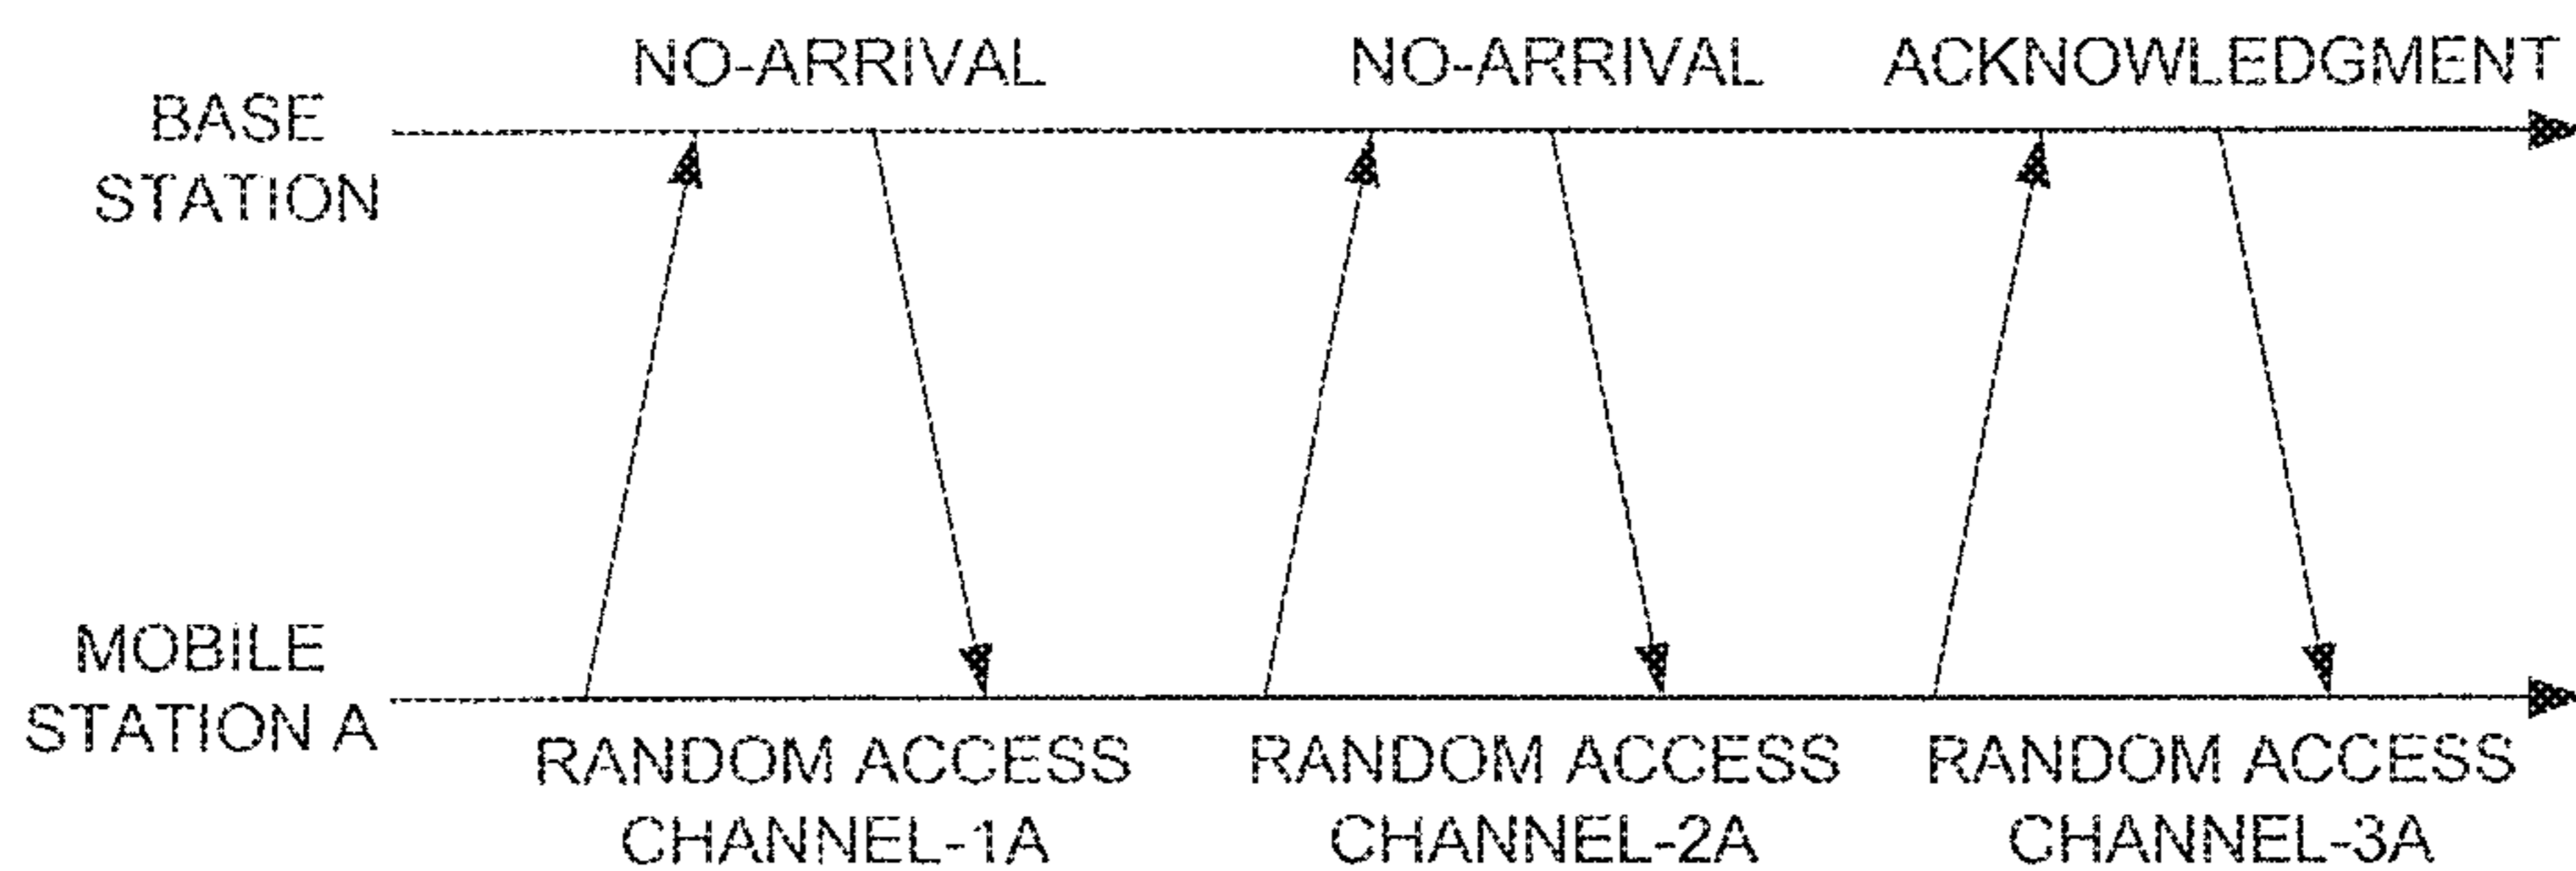 NO-ARRIVAL
NO-ARRIVAL
ACKNOWLEDGMENT
BASE
STATION
MOBILE
STATION A
RANDOM ACCESS
CHANNEL-1A
RANDOM ACCESS
CHANNEL-2A
RANDOM ACCESS
CHANNEL-3A